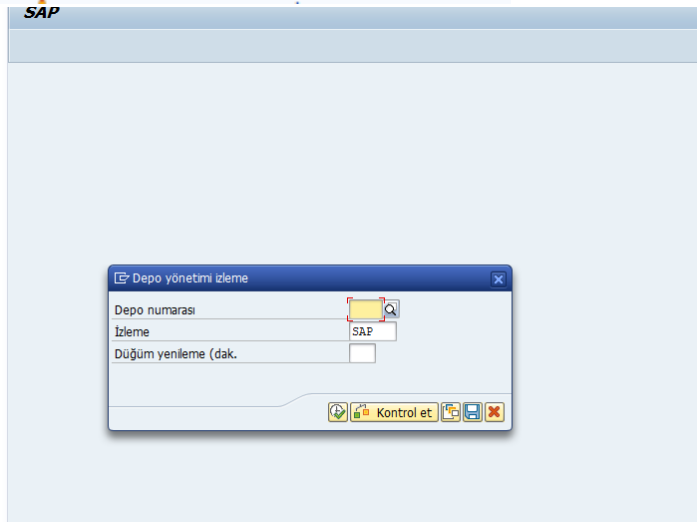 SAP
Depo yönetimi izleme
Depo numarası
İzleme SAP
Düğüm yenileme (dak.
Kontrol et